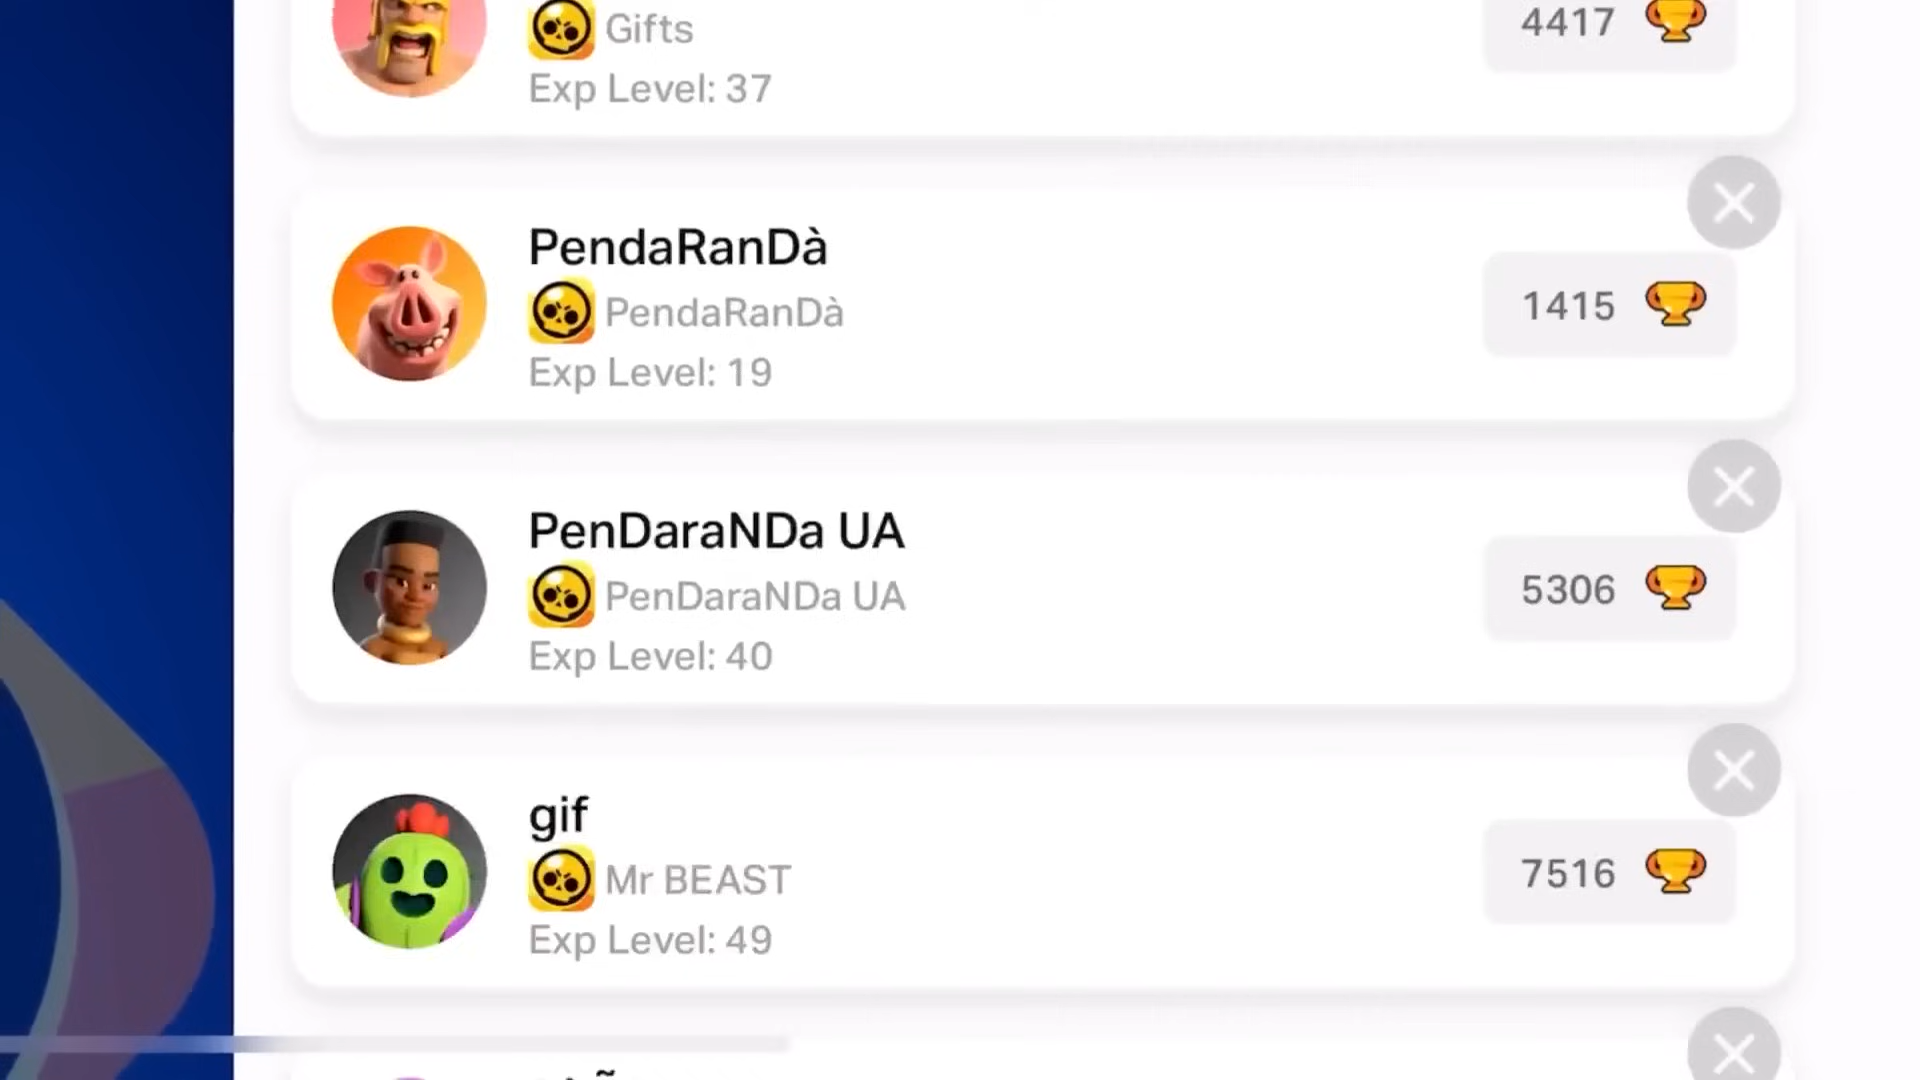 Gifts
4417
Exp Level: 37
PendaRanDà
PendaRanDà
1415
Exp Level: 19
PenDaraNDa UA
PenDaraNDa UA
5306
Exp Level: 40
gif
Mr BEAST
7516
Exp Level: 49